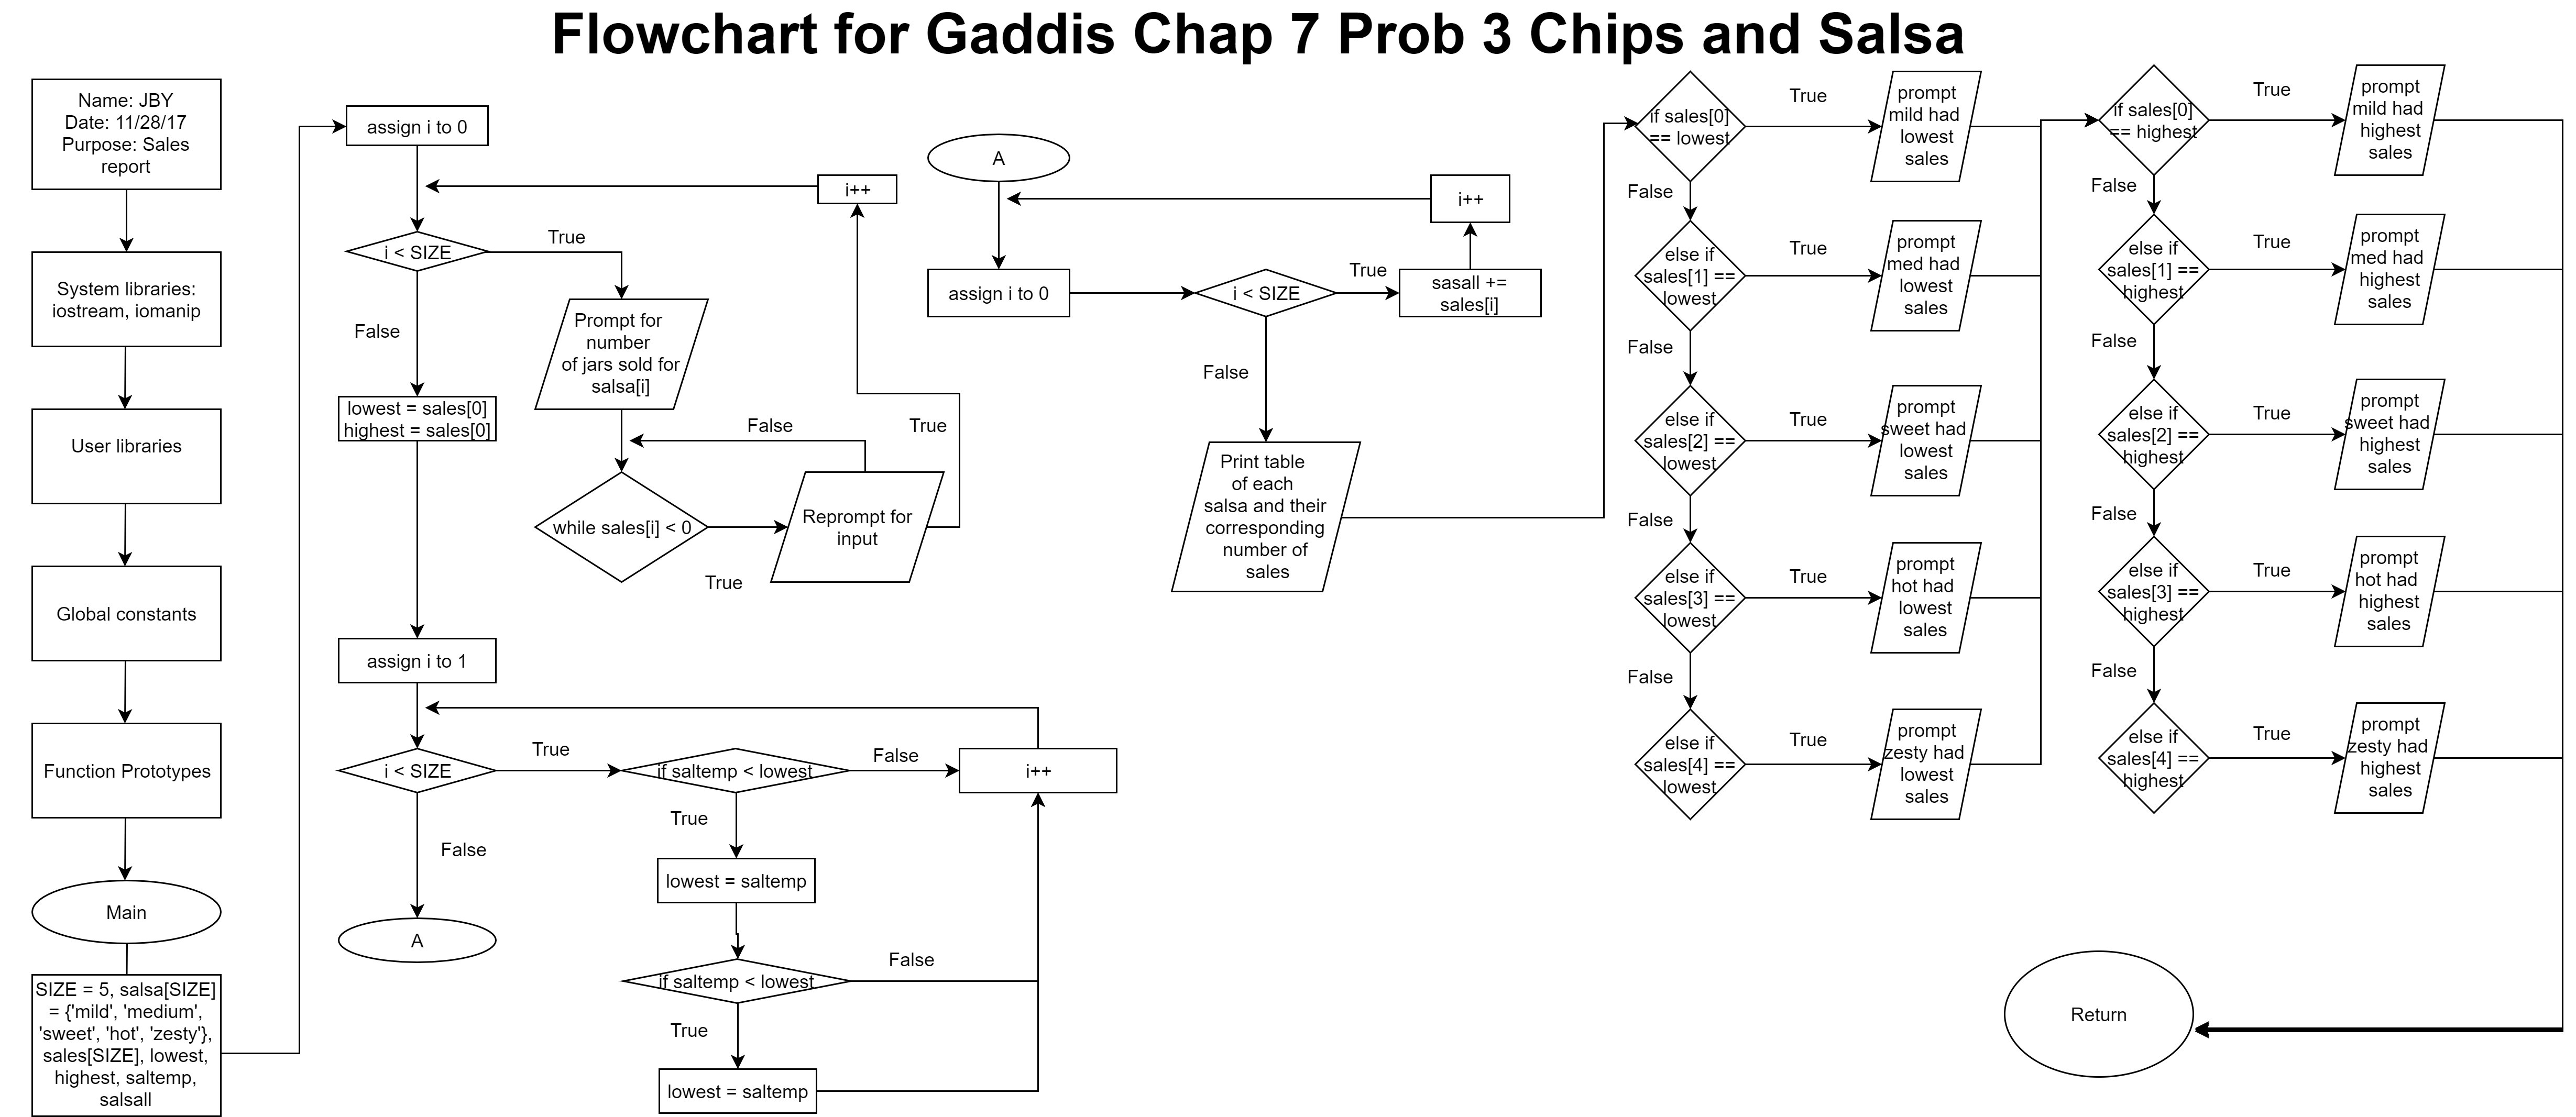 Flowchart for Gaddis Chap 7 Prob 3 Chips and Salsa
Name: JBY
Date: 11/28/17
Purpose: Sales
report
System libraries:
iostream, iomanip
User libraries
Global constants
Function Prototypes
Main
SIZE = 5, salsa[SIZE]
= {'mild', 'medium',
'sweet', 'hot', 'zesty'},
sales[SIZE], lowest,
highest, saltemp,
salsall
assign i to 0
i++
i < SIZE
True
False
Prompt for
number
of jars sold for
salsa[i]
lowest = sales[0]
highest = sales[0]
False
True
while sales[i] < 0
Reprompt for
input
True
assign i to 1
i < SIZE
True
if saltemp < lowest
False
i++
True
False
lowest = saltemp
A
if saltemp < lowest
False
True
lowest = saltemp
A
i++
assign i to 0
i < SIZE
True
sasall +=
sales[i]
False
Print table
of each
salsa and their
corresponding
number of
sales
if sales[0]
== lowest
True
prompt
mild had
lowest
sales
False
else if
sales[1] ==
lowest
True
prompt
med had
lowest
sales
False
else if
sales[2] ==
lowest
True
prompt
sweet had
lowest
sales
False
else if
sales[3] ==
lowest
True
prompt
hot had
lowest
sales
False
else if
sales[4] ==
lowest
True
prompt
zesty had
lowest
sales
if sales[0]
== highest
True
prompt
mild had
highest
sales
False
else if
sales[1] ==
highest
True
prompt
med had
highest
sales
False
else if
sales[2] ==
highest
True
prompt
sweet had
highest
sales
False
else if
sales[3] ==
highest
True
prompt
hot had
highest
sales
False
else if
sales[4] ==
highest
True
prompt
zesty had
highest
sales
Return